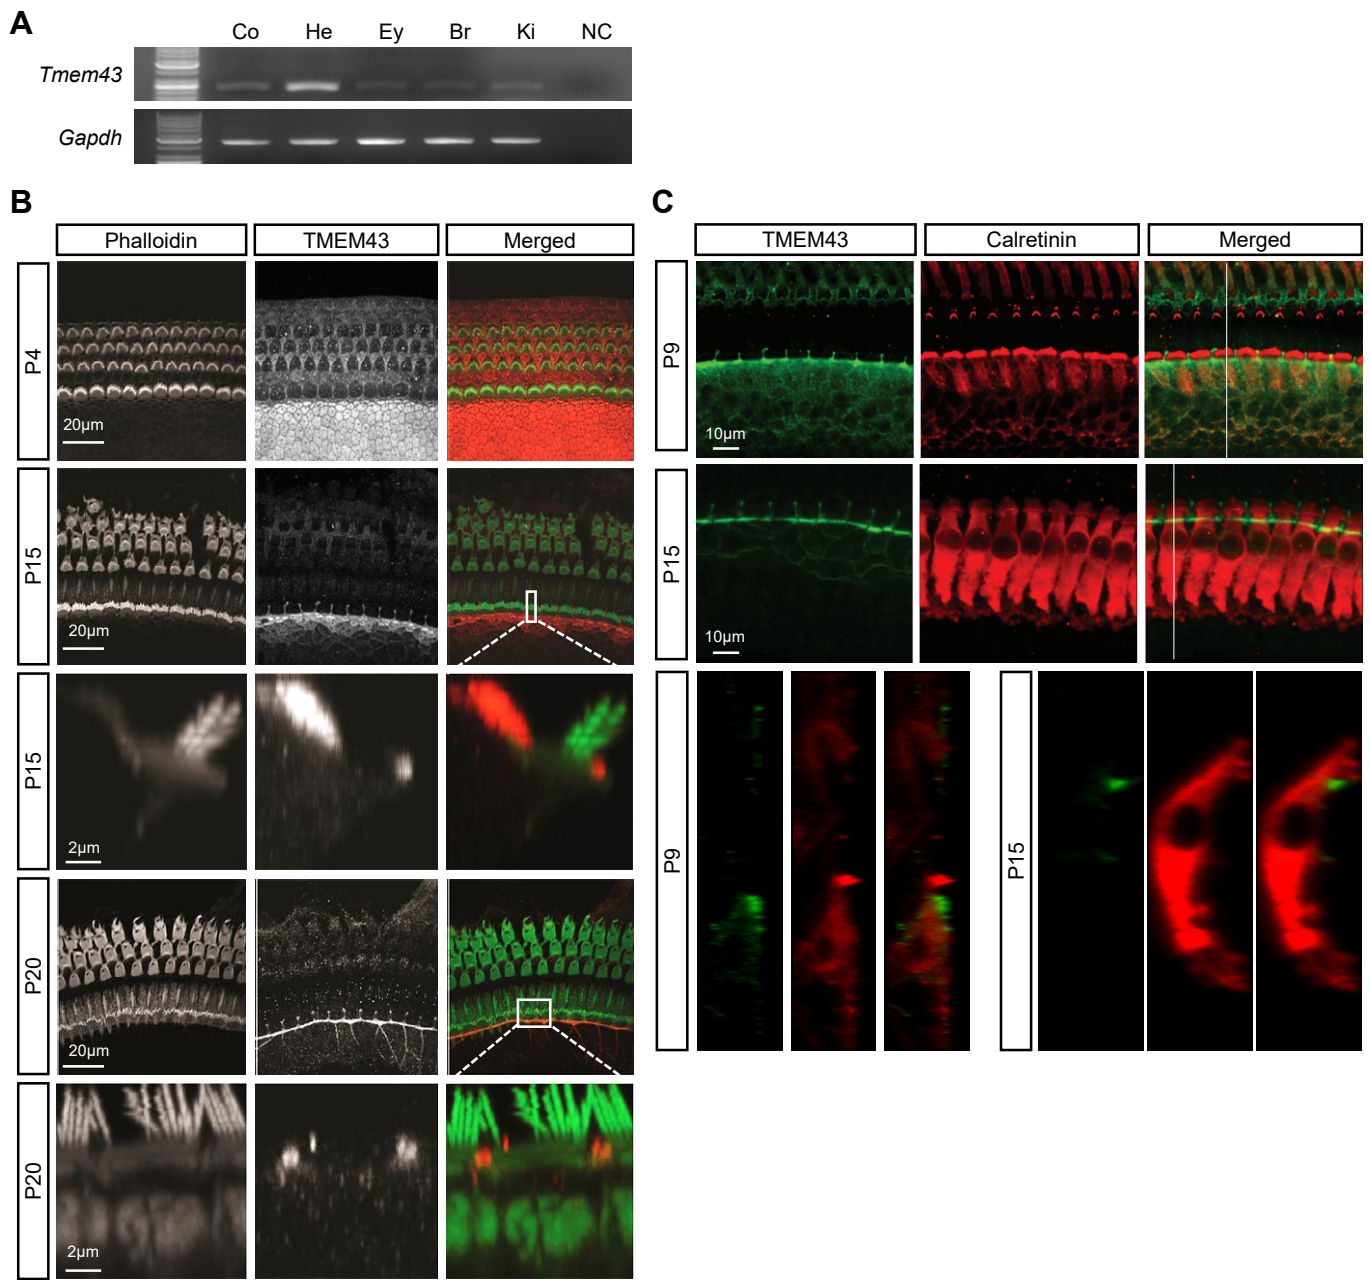 A
Co He Ey Br Ki NC
Tmem43
Gapdh
B
Phalloidin TMEM43 Merged
P4
20μm
P15
20μm
P15
2μm
P20
20μm
P20
2μm
C
TMEM43 Calretinin Merged
P9
10μm
P15
10μm
P9
P15